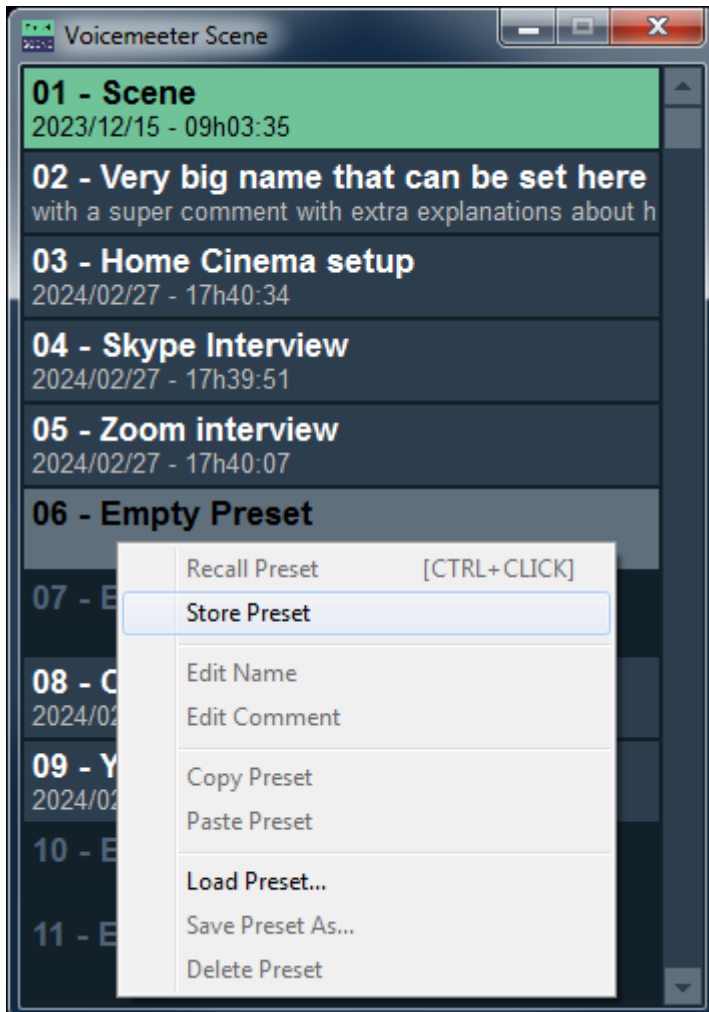 Voicemeeter Scene
01 - Scene
2023/12/15 - 09h03:35
02 - Very big name that can be set here
with a super comment with extra explanations about h
03 - Home Cinema setup
2024/02/27 - 17h40:34
04 - Skype Interview
2024/02/27 - 17h39:51
05 - Zoom interview
2024/02/27 - 17h40:07
06 - Empty Preset
Recall Preset [CTRL+CLICK]
07 - E
Store Preset
Edit Name
08 - C
2024/02
Edit Comment
09 - Y
Copy Preset
2024/02
Paste Preset
10 - E
Load Preset...
11 - E
Save Preset As...
Delete Preset